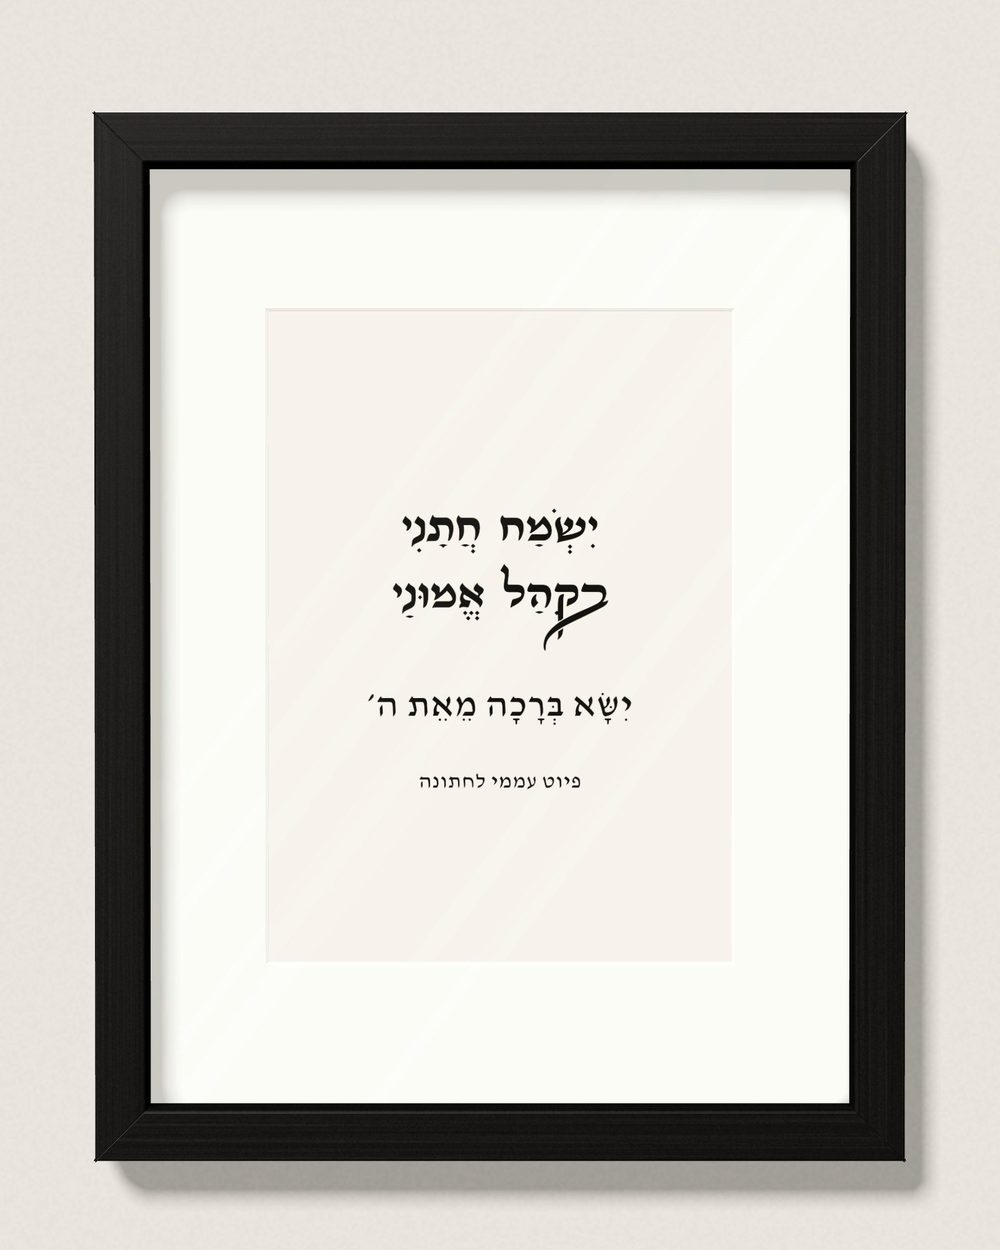 יִשְׂמַח חֲתָנִי
בִּקְהַל אֱמוּנַי
יִשָּׂא בְּרָכָה מֵאֵת ה׳
פיוט עממי לחתונה